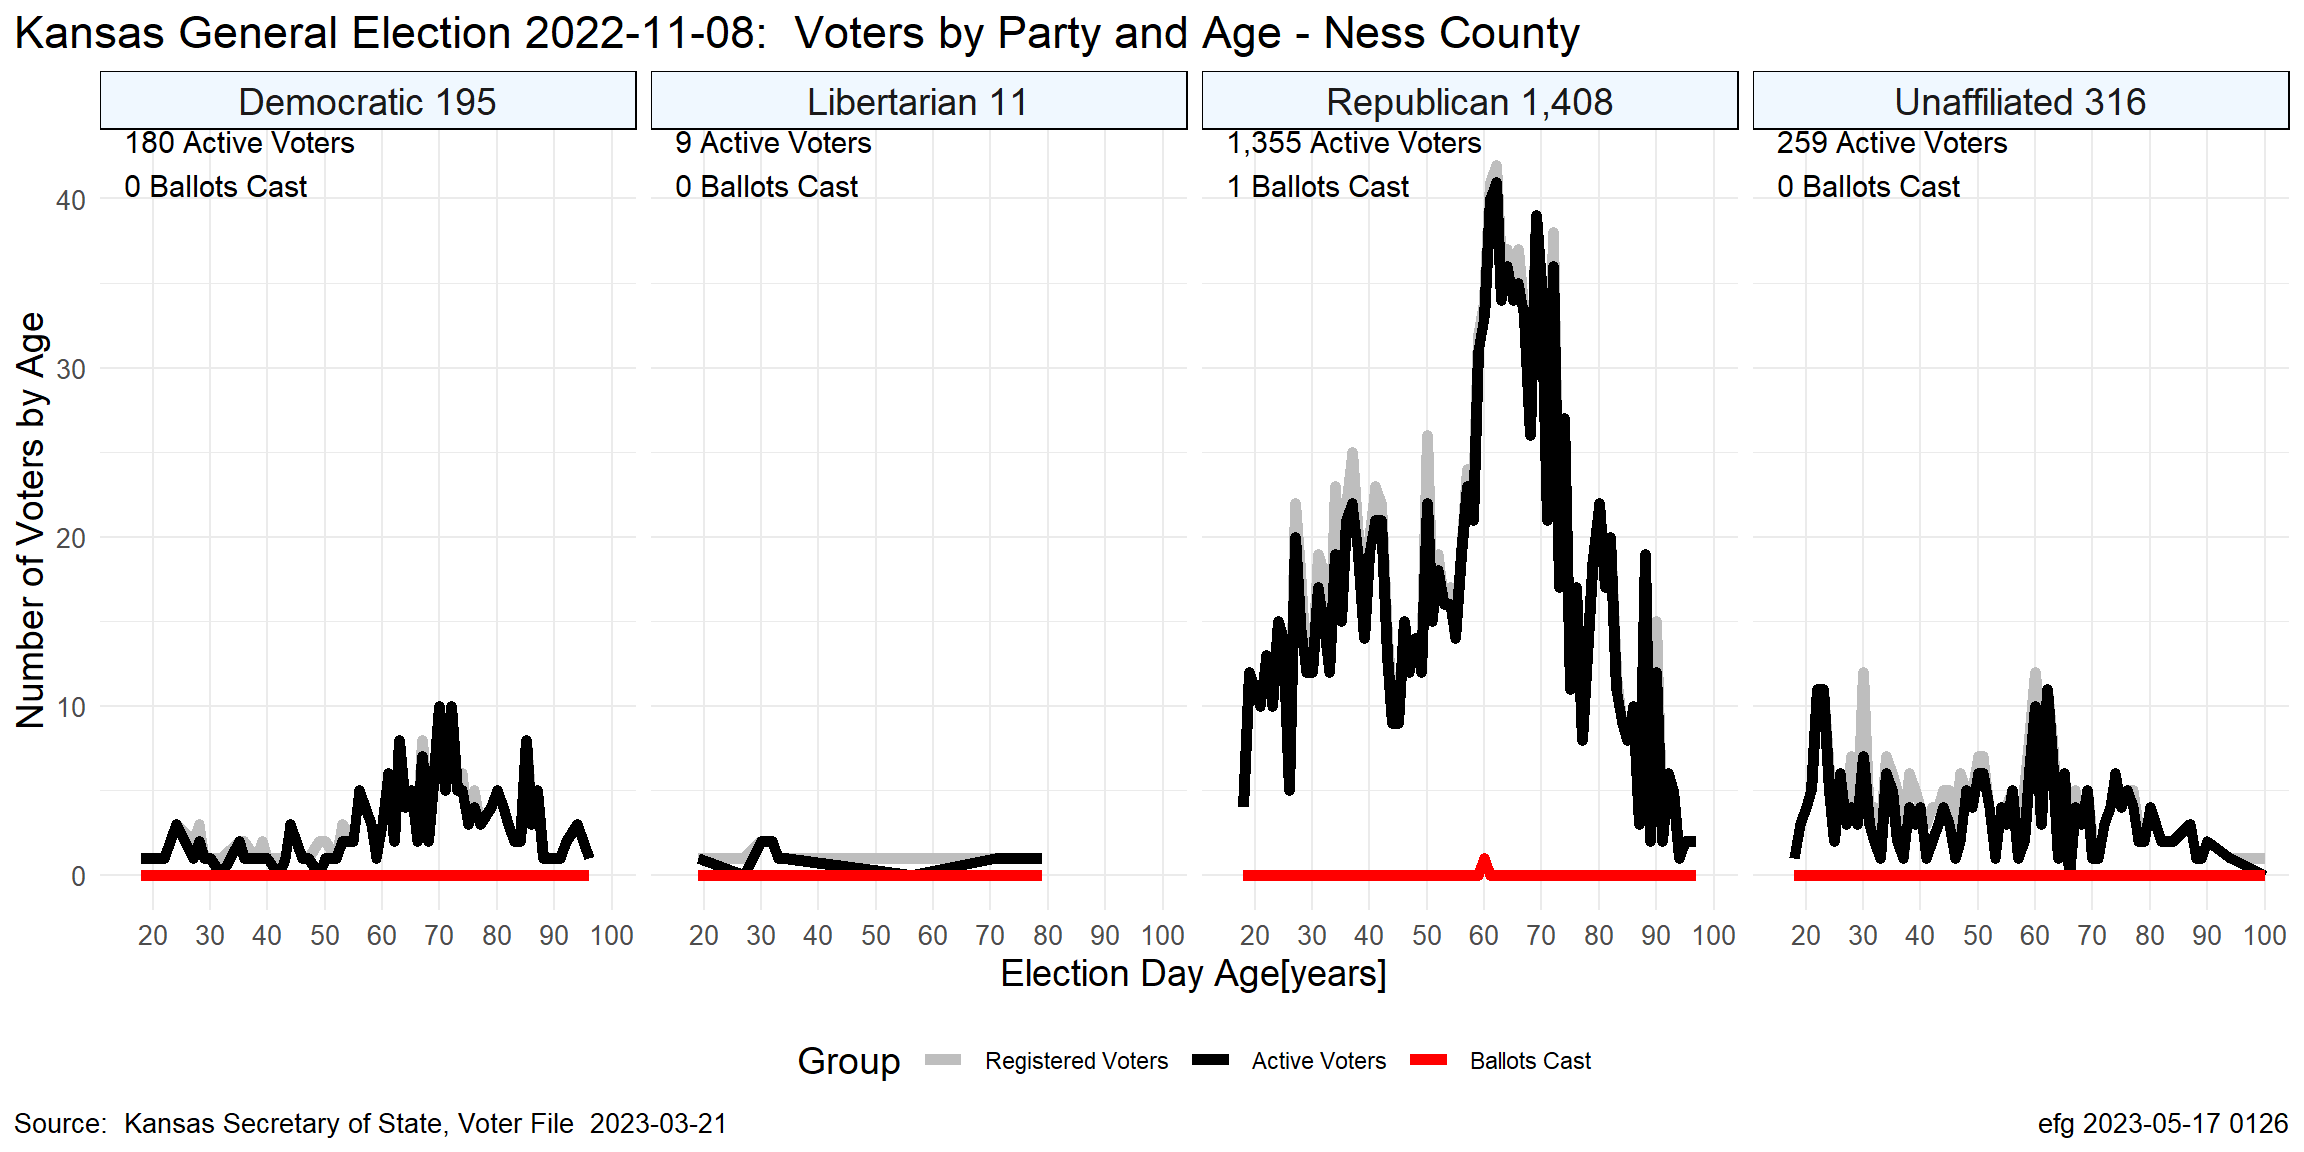 Kansas General Election 2022-11-08:  Voters by Party and Age - Ness County
Democratic 195
Libertarian 11
Republican 1,408
Unaffiliated 316
180 Active Voters
0 Ballots Cast
9 Active Voters
0 Ballots Cast
1,355 Active Voters
1 Ballots Cast
259 Active Voters
0 Ballots Cast
Number of Voters by Age
40
30
20
10
0
20 30 40 50 60 70 80 90 100
20 30 40 50 60 70 80 90 100
20 30 40 50 60 70 80 90 100
20 30 40 50 60 70 80 90 100
Election Day Age[years]
Group Registered Voters Active Voters Ballots Cast
Source:  Kansas Secretary of State, Voter File  2023-03-21
efg 2023-05-17 0126